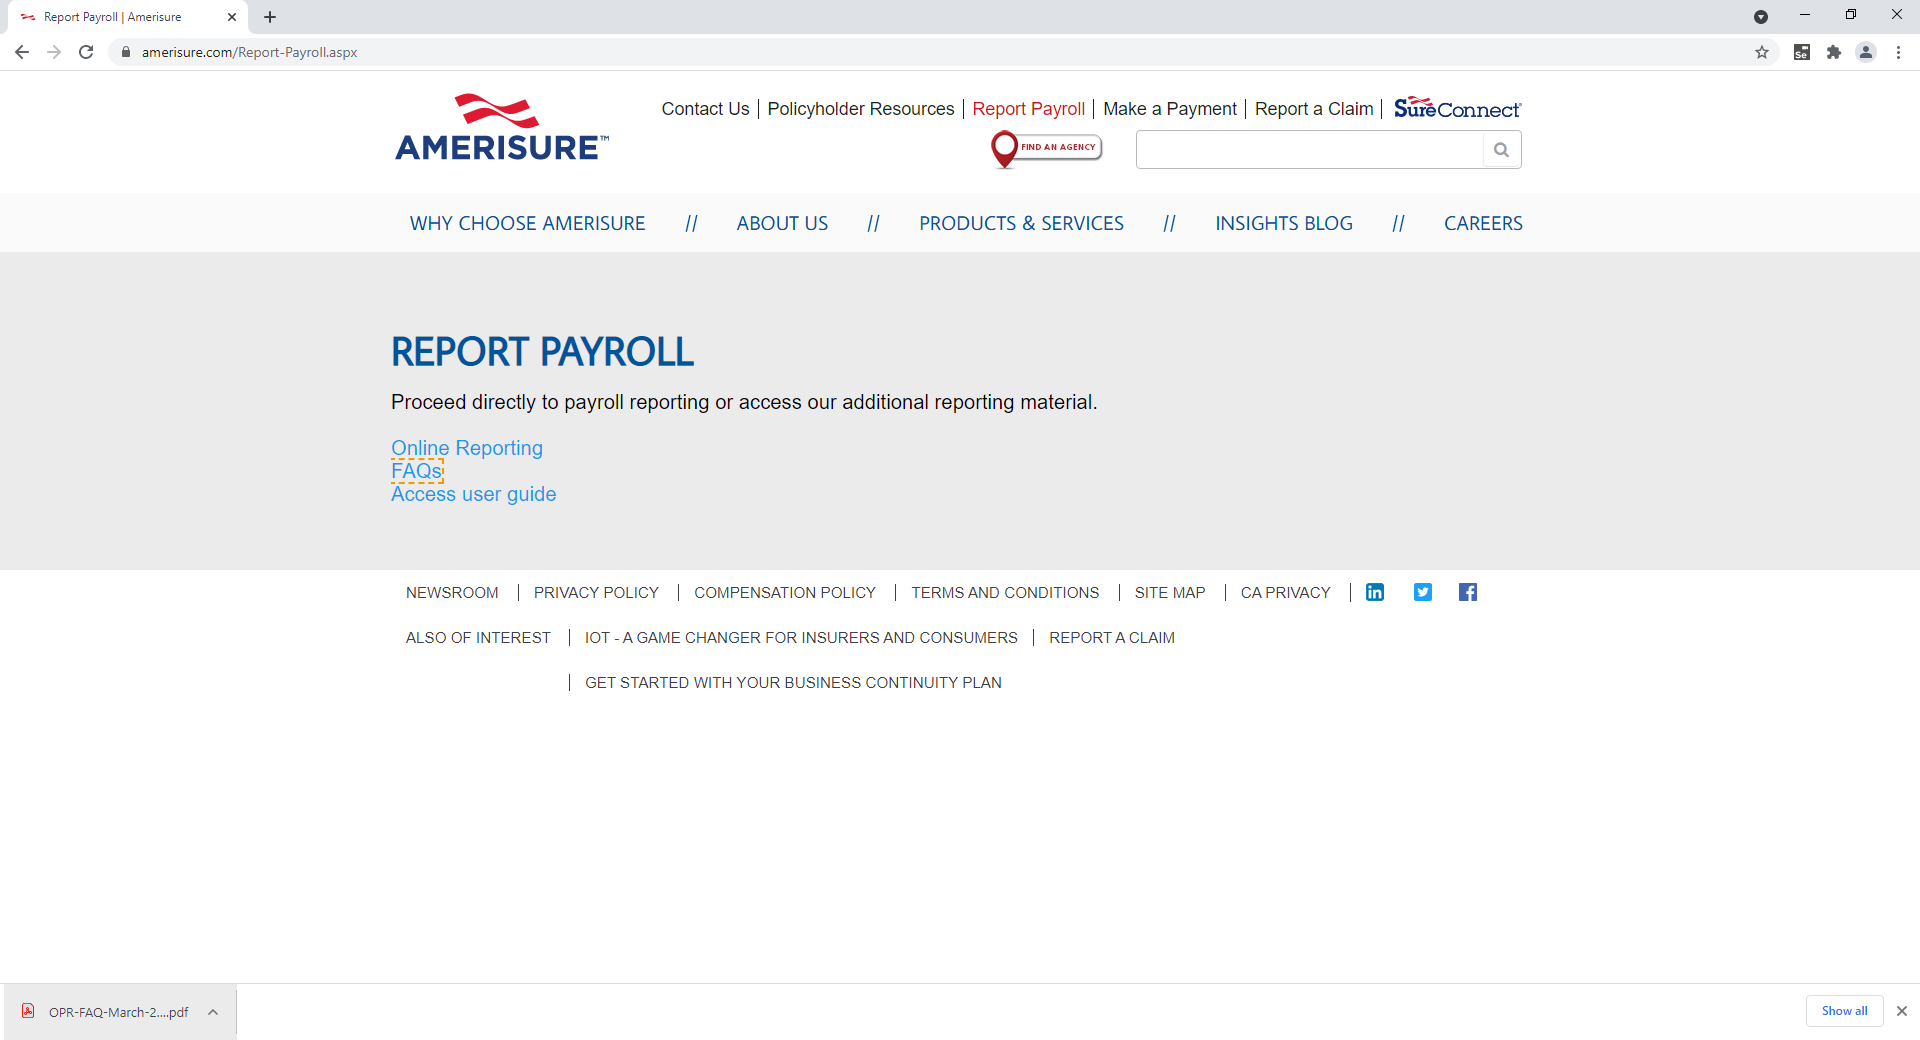 Report Payroll | Amerisure
amerisure.com/Report-Payroll.aspx
Se
AMERISURE™
Contact Us | Policyholder Resources | Report Payroll | Make a Payment | Report a Claim | SureConnect
FIND AN AGENCY
WHY CHOOSE AMERISURE // ABOUT US // PRODUCTS & SERVICES // INSIGHTS BLOG // CAREERS
REPORT PAYROLL
Proceed directly to payroll reporting or access our additional reporting material.
Online Reporting
FAQs
Access user guide
NEWSROOM | PRIVACY POLICY | COMPENSATION POLICY | TERMS AND CONDITIONS | SITE MAP | CA PRIVACY |
ALSO OF INTEREST | IOT - A GAME CHANGER FOR INSURERS AND CONSUMERS | REPORT A CLAIM
| GET STARTED WITH YOUR BUSINESS CONTINUITY PLAN
OPR-FAQ-March-2....pdf
Show all